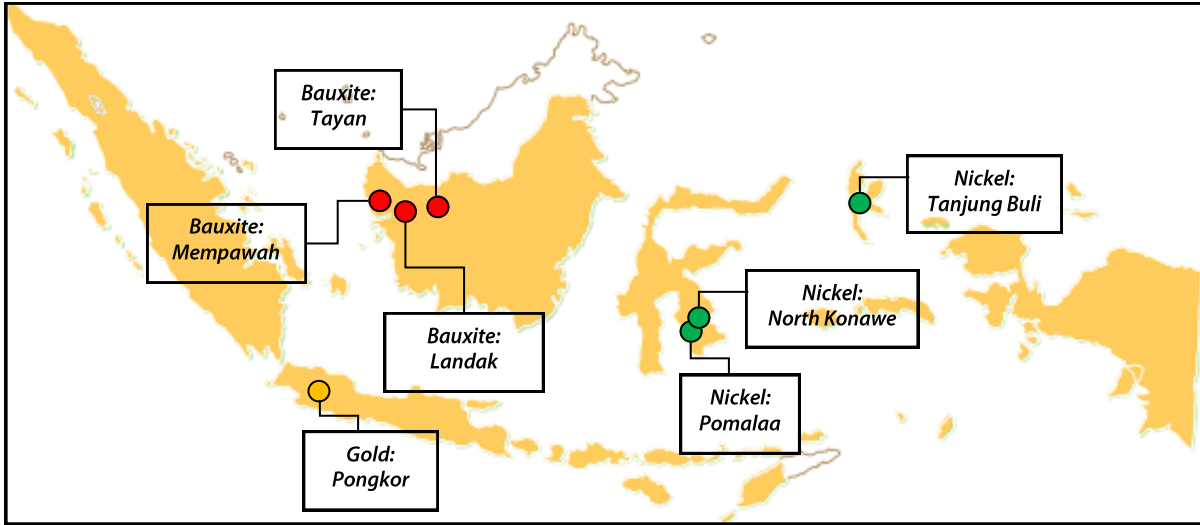 Bauxite:
Tayan
Nickel:
Tanjung Buli
Bauxite:
Mempawah
Nickel:
North Konawe
Bauxite:
Landak
Nickel:
Pomalaa
Gold:
Pongkor